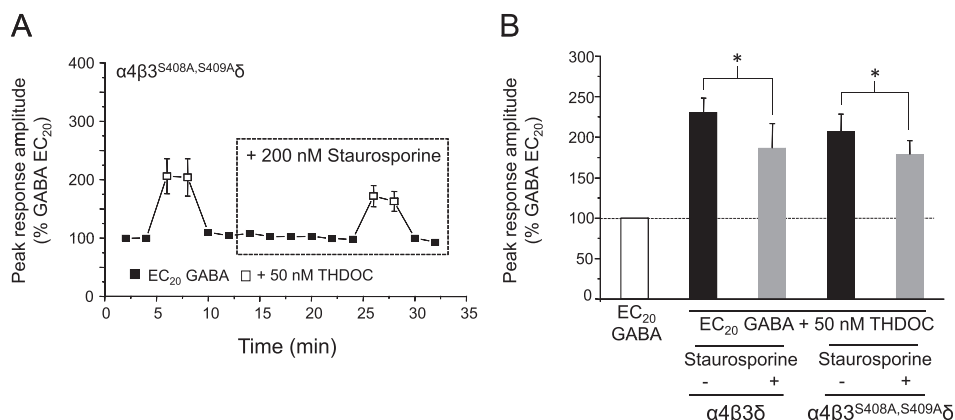 A
α4β3S408A,S409Aδ
Peak response amplitude
(% GABA EC20)
400
300
200
100
0
+ 200 nM Staurosporine
EC20 GABA
+ 50 nM THDOC
0 5 10 15 20 25 30 35
Time (min)
B
Peak response amplitude
(% GABA EC20)
300
250
200
150
100
50
0
* *
EC20
GABA
EC20 GABA + 50 nM THDOC
Staurosporine Staurosporine
- + - +
α4β3δ α4β3S408A,S409Aδ